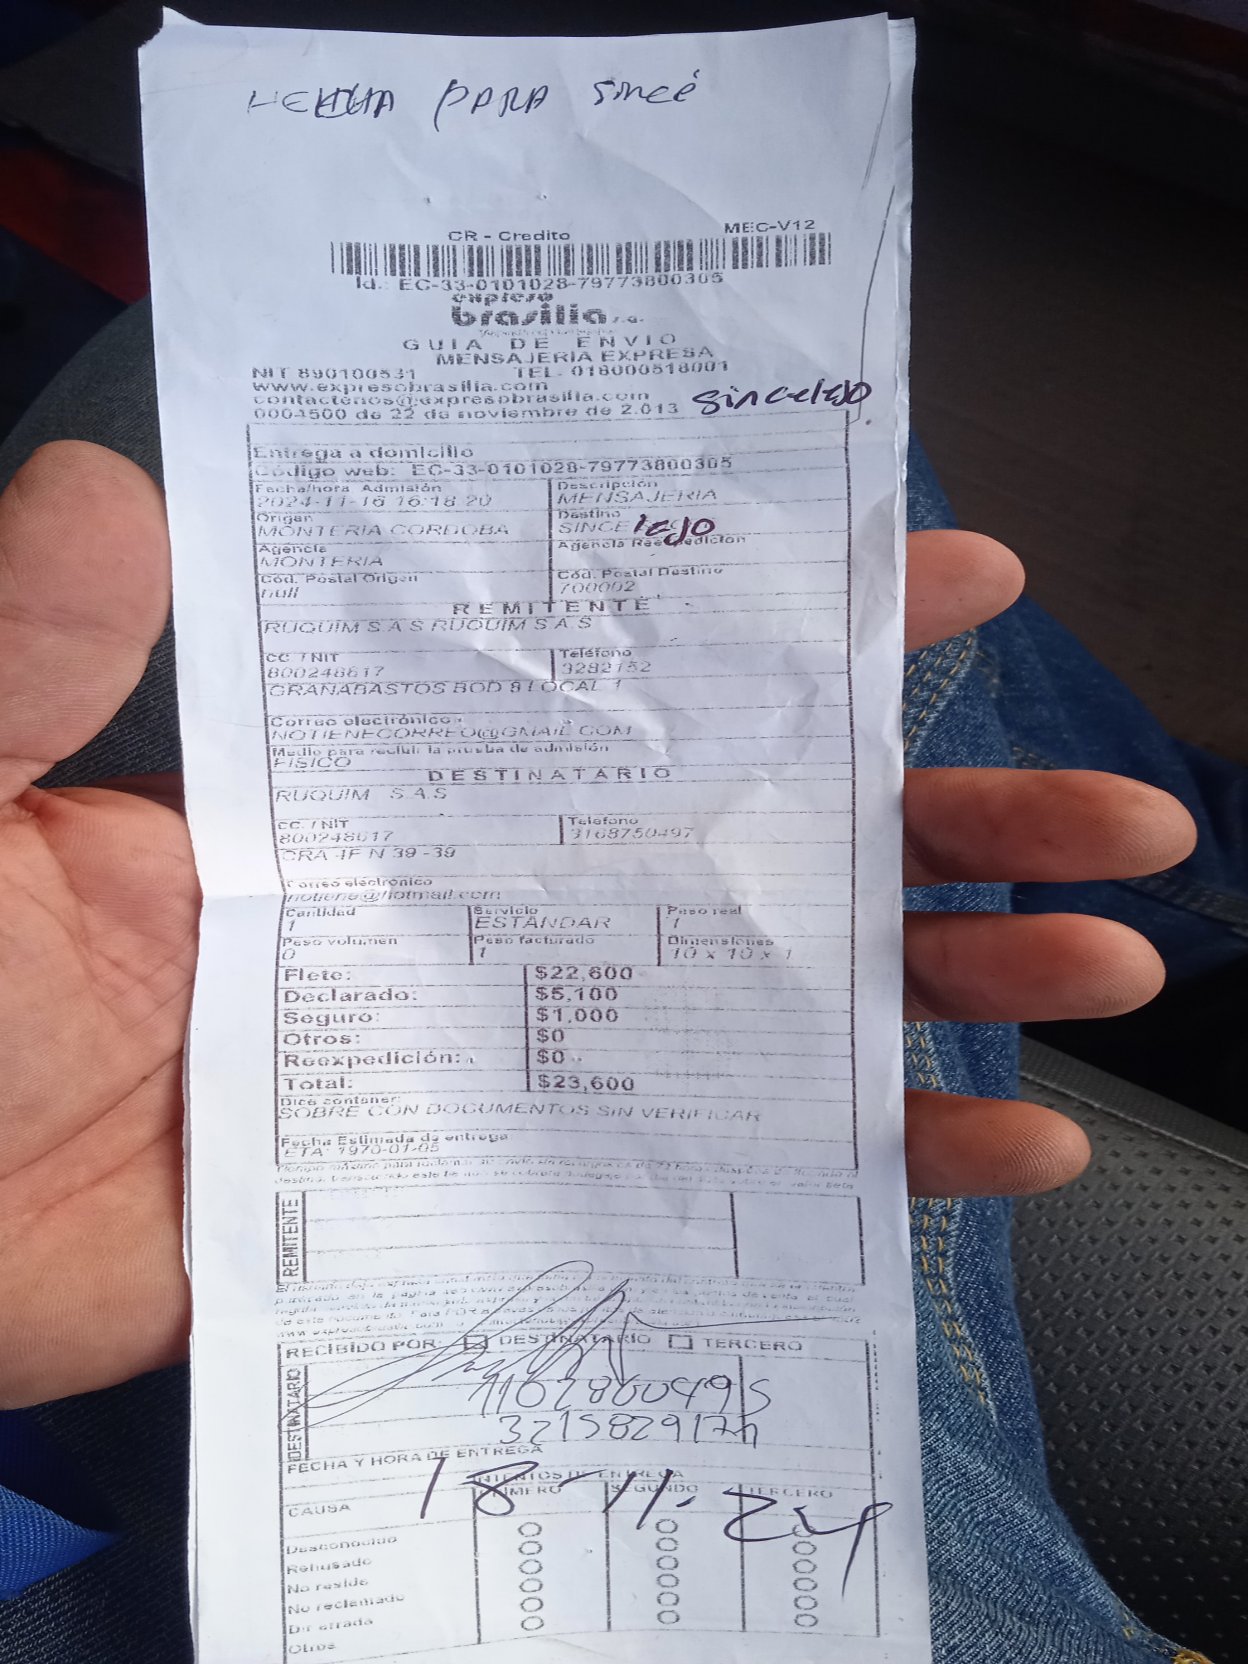 HECHA PARA Sincé
CR - Credito MEC-V12
Id.: EC-33-0101028-79773800305
expreso
brasilia s.a.
GUIA DE ENVIO
MENSAJERIA EXPRESA
NIT 890100531 TEL- 018000518001
www.expresobrasilia.com
contactenos@expresobrasilia.com
0004500 de 22 de noviembre de 2.013 sincelejo
Entrega a domicilio
Código web: EC-33-0101028-79773800305
Fecha/hora Admisión Descripción
2024-11-16 16:18:20 MENSAJERIA
Origen Destino
MONTERIA CORDOBA SINCE lejo
Agencia Agencia Reexpedicion
MONTERIA
Cód. Postal Origen Cód. Postal Destino
null 700002
REMITENTE
RUQUIM S A S RUQUIM S A S
CC / NIT Teléfono
800248617 3282152
GRANABASTOS BOD 8 LOCAL 1
Correo electrónico
NOTIENECORREO@GMAIL.COM
Medio para recibir la prueba de admisión
FISICO
DESTINATARIO
RUQUIM S.A.S
CC / NIT Teléfono
800248617 3168750497
CRA 4F N 39 -39
Correo electrónico
notiene@hotmail.com
Cantidad Servicio Peso real
1 ESTANDAR 1
Peso volumen Peso facturado Dimensiones
0 1 10 x 10 x 1
Flete: $22,600
Declarado: $5,100
Seguro: $1,000
Otros: $0
Reexpedición: $0
Total: $23,600
Dice contener:
SOBRE CON DOCUMENTOS SIN VERIFICAR
Fecha Estimada de entrega
ETA: 1970-01-05
REMITENTE
RECIBIDO POR: DESTINATARIO TERCERO
DESTINATARIO
1102860495
FECHA Y HORA DE ENTREGA
18-11-24
INTENTOS DE ENTREGA
CAUSA PRIMERO SEGUNDO TERCERO
Desconocido
Rehusado
No reside
No reclamado
Dir errada
Otros